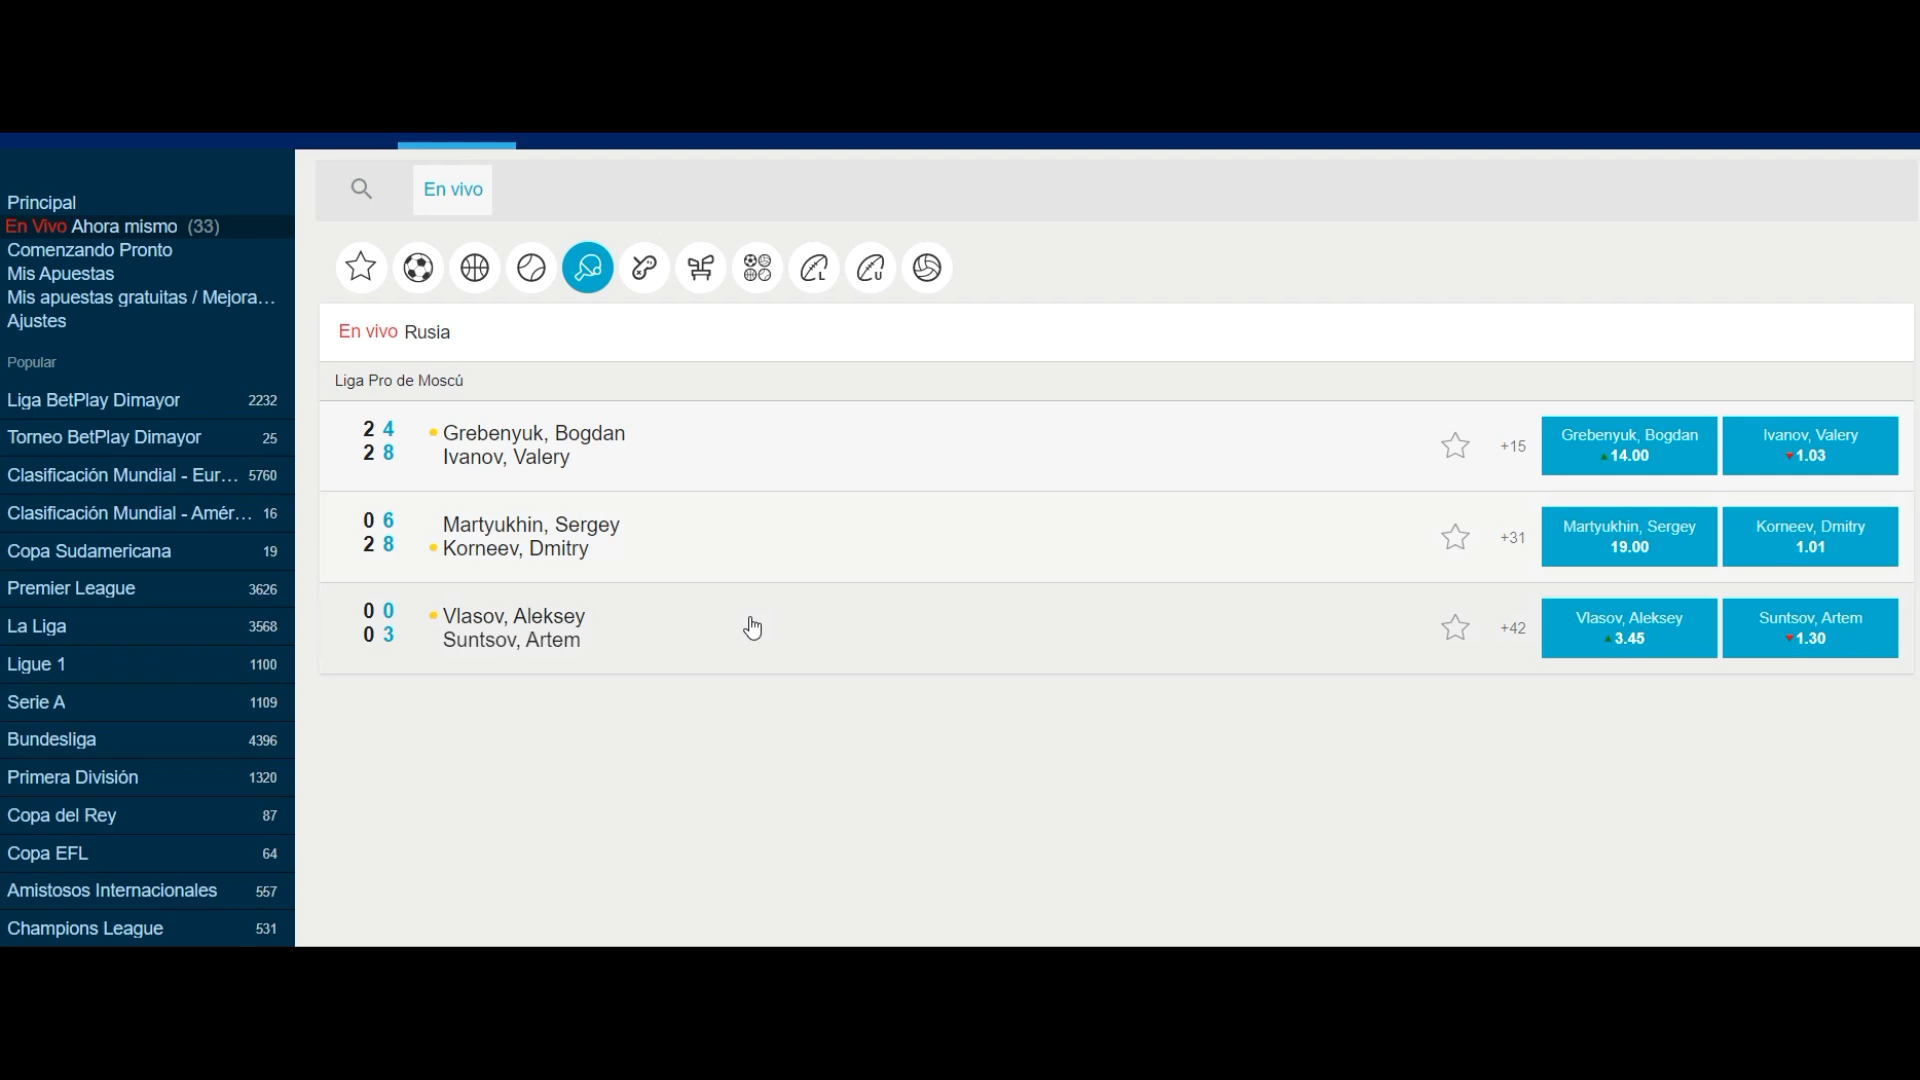 En vivo
Principal
En Vivo Ahora mismo (33)
Comenzando Pronto
Mis Apuestas
Mis apuestas gratuitas / Mejora...
Ajustes
Popular
Liga BetPlay Dimayor 2232
Torneo BetPlay Dimayor 25
Clasificación Mundial - Eur... 5760
Clasificación Mundial - Amér... 16
Copa Sudamericana 19
Premier League 3626
La Liga 3568
Ligue 1 1100
Serie A 1109
Bundesliga 4396
Primera División 1320
Copa del Rey 87
Copa EFL 64
Amistosos Internacionales 557
Champions League 531
L
U
En vivo Rusia
Liga Pro de Moscú
2 4 Grebenyuk, Bogdan
2 8 Ivanov, Valery
+15
Grebenyuk, Bogdan
14.00
Ivanov, Valery
1.03
0 6 Martyukhin, Sergey
2 8 Korneev, Dmitry
+31
Martyukhin, Sergey
19.00
Korneev, Dmitry
1.01
0 0 Vlasov, Aleksey
0 3 Suntsov, Artem
+42
Vlasov, Aleksey
3.45
Suntsov, Artem
1.30